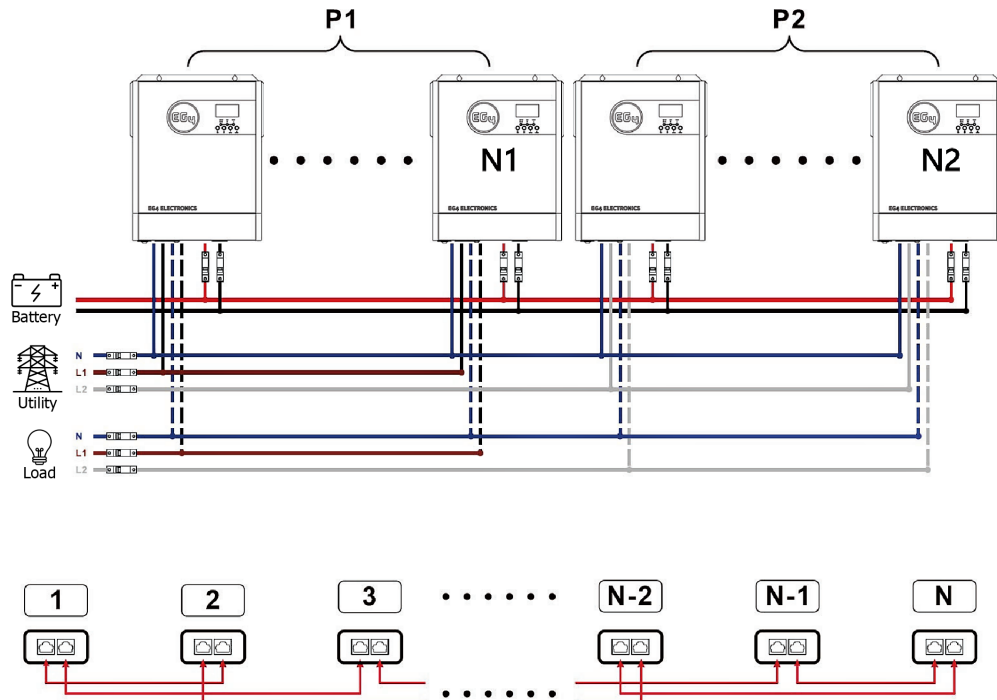 P1 P2
EG4 EG4 EG4 EG4
N1 N2
EG4 ELECTRONICS EG4 ELECTRONICS EG4 ELECTRONICS EG4 ELECTRONICS
- +
Battery
N
L1
L2
Utility
N
L1
L2
Load
1 2 3 N-2 N-1 N